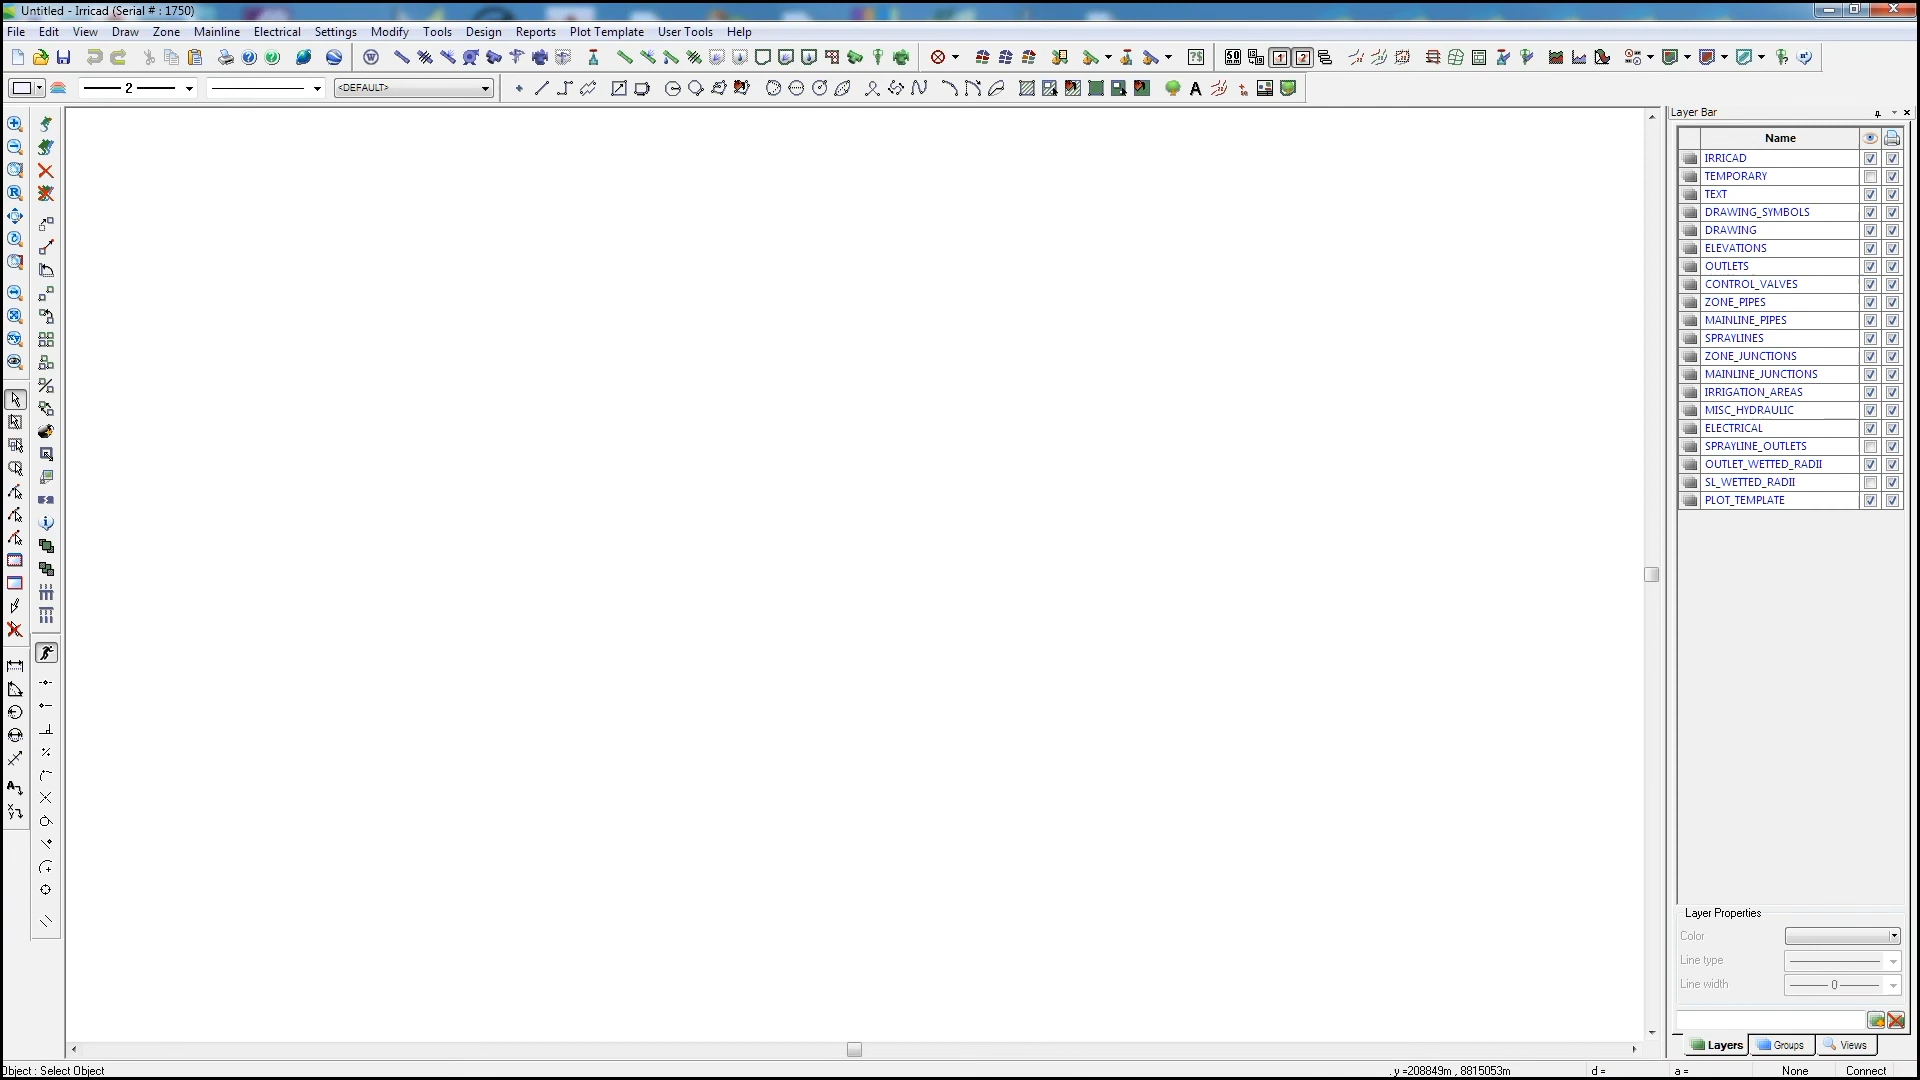 Untitled - Irricad (Serial # : 1750)
File Edit View Draw Zone Mainline Electrical Settings Modify Tools Design Reports Plot Template User Tools Help
2
<DEFAULT>
A
Layer Bar
Name
IRRICAD
TEMPORARY
TEXT
DRAWING_SYMBOLS
DRAWING
ELEVATIONS
OUTLETS
CONTROL_VALVES
ZONE_PIPES
MAINLINE_PIPES
SPRAYLINES
ZONE_JUNCTIONS
MAINLINE_JUNCTIONS
IRRIGATION_AREAS
MISC_HYDRAULIC
ELECTRICAL
SPRAYLINE_OUTLETS
OUTLET_WETTED_RADII
SL_WETTED_RADII
PLOT_TEMPLATE
Layer Properties
Color
Line type
Line width 0
Layers Groups Views
Object : Select Object
, y =208849m , 8815053m d = a = None Connect